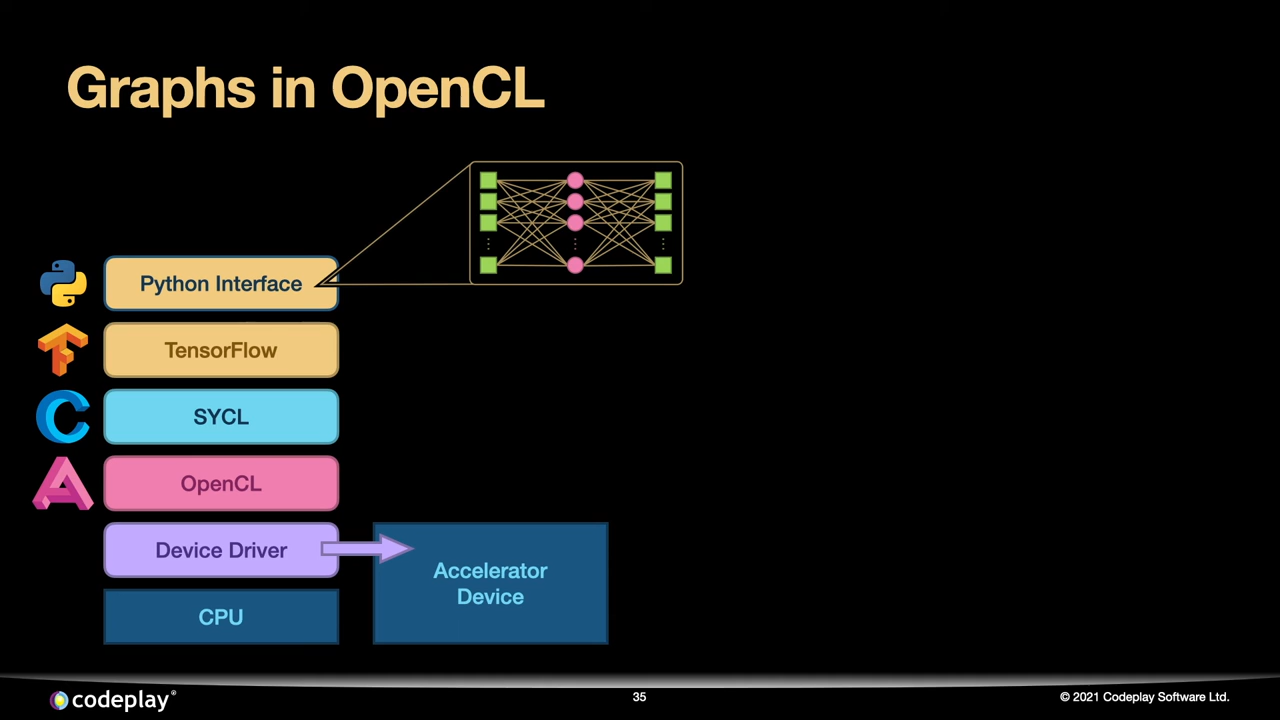 Graphs in OpenCL
Python Interface
TensorFlow
SYCL
OpenCL
Device Driver
Accelerator
Device
CPU
codeplay®
35
© 2021 Codeplay Software Ltd.